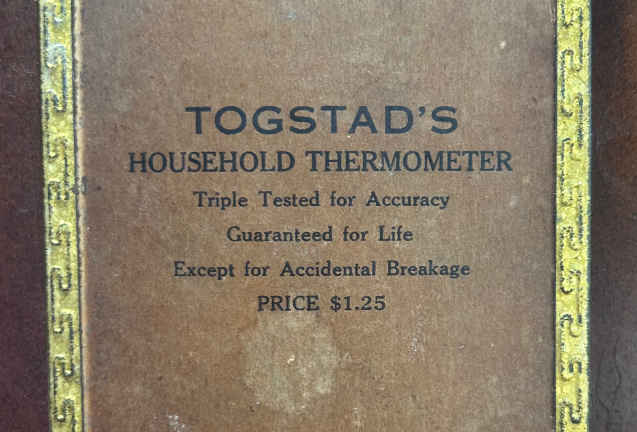 TOGSTAD'S
HOUSEHOLD THERMOMETER
Triple Tested for Accuracy
Guaranteed for Life
Except for Accidental Breakage
PRICE $1.25